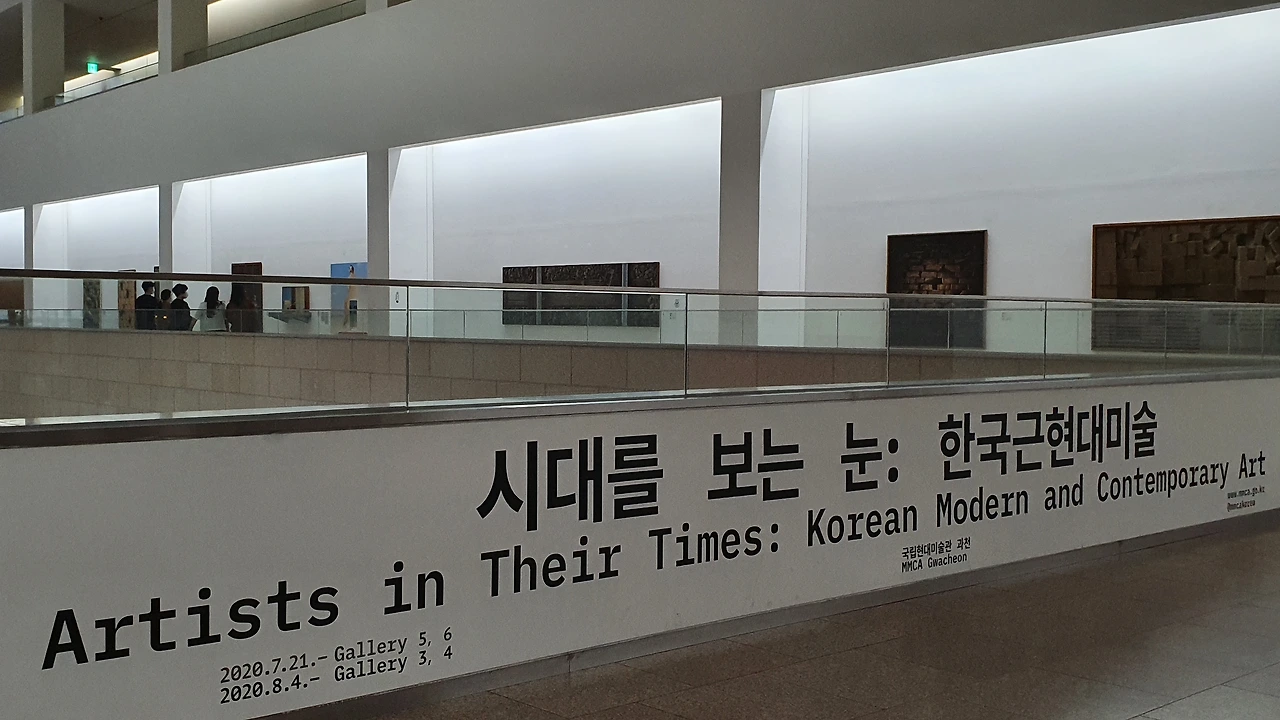 시대를 보는 눈: 한국근현대미술
Artists in Their Times: Korean Modern and Contemporary Art
www.mmca.go.kr
@mmcakorea
국립현대미술관 과천
MMCA Gwacheon
2020.7.21.– Gallery 5, 6
2020.8.4.– Gallery 3, 4